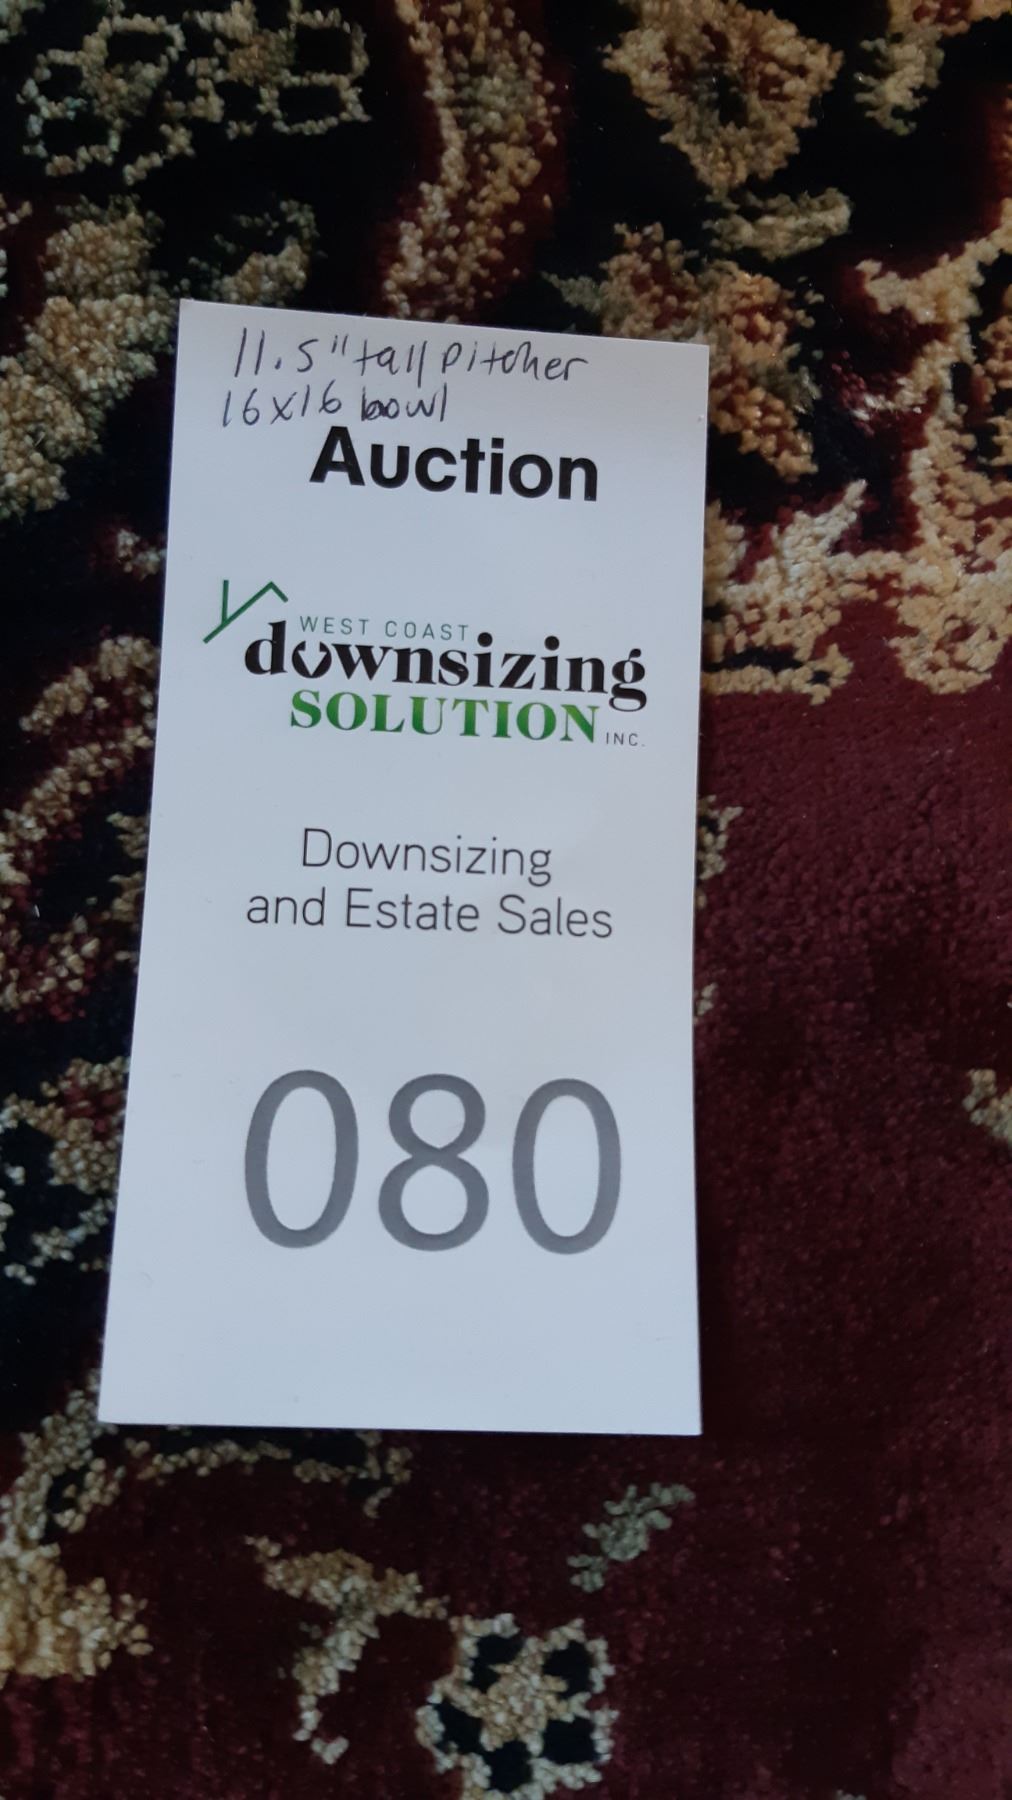 11.5" tall pitcher
16x16 bowl
Auction
WEST COAST
downsizing
SOLUTION INC.
Downsizing
and Estate Sales
080